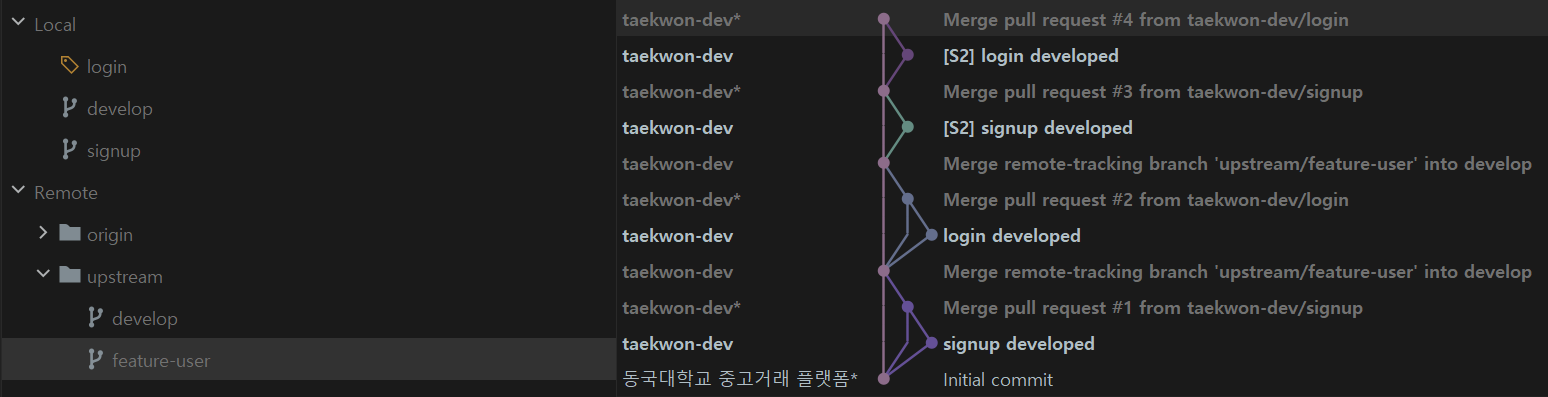 Local
login
develop
signup
Remote
origin
upstream
develop
feature-user
taekwon-dev* Merge pull request #4 from taekwon-dev/login
taekwon-dev [S2] login developed
taekwon-dev* Merge pull request #3 from taekwon-dev/signup
taekwon-dev [S2] signup developed
taekwon-dev Merge remote-tracking branch 'upstream/feature-user' into develop
taekwon-dev* Merge pull request #2 from taekwon-dev/login
taekwon-dev login developed
taekwon-dev Merge remote-tracking branch 'upstream/feature-user' into develop
taekwon-dev* Merge pull request #1 from taekwon-dev/signup
taekwon-dev signup developed
동국대학교 중고거래 플랫폼* Initial commit